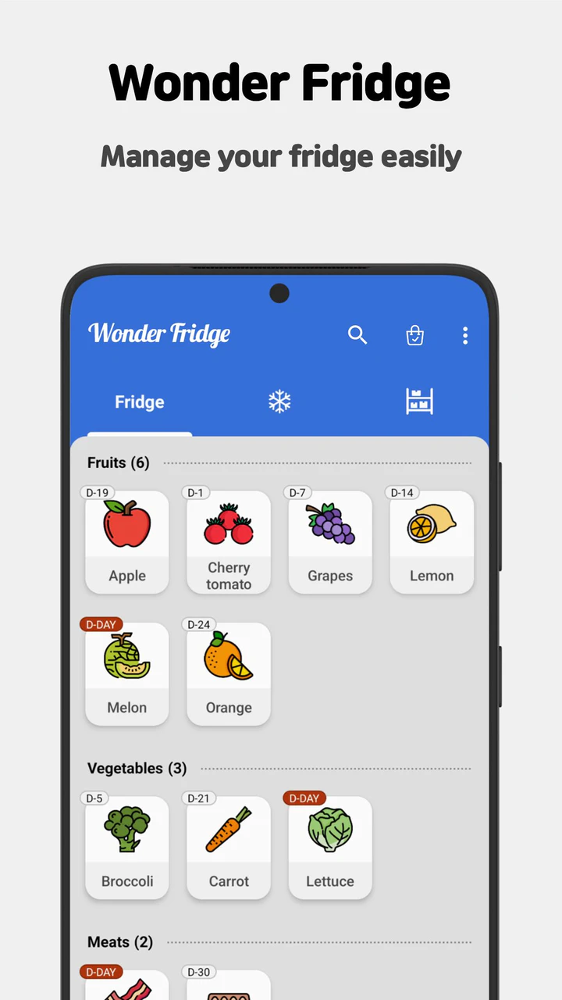 Wonder Fridge
Manage your fridge easily
Wonder Fridge
Fridge
Fruits (6)
D-19
D-1
D-7
D-14
Apple
Cherry
tomato
Grapes
Lemon
D-DAY
D-24
Melon
Orange
Vegetables (3)
D-5
D-21
D-DAY
Broccoli
Carrot
Lettuce
Meats (2)
D-DAY
D-30